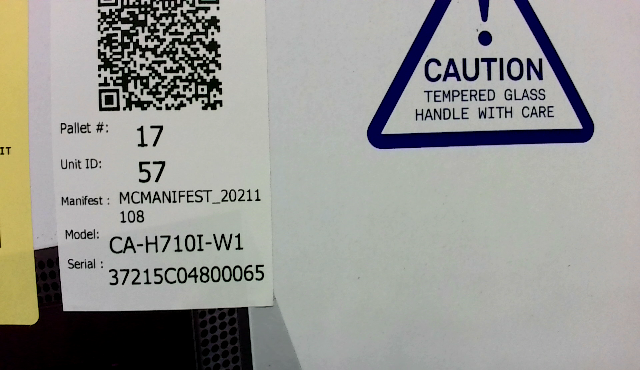 Pallet #: 17
Unit ID: 57
Manifest : MCMANIFEST_20211
108
Model: CA-H710I-W1
Serial : 37215C04800065
!
CAUTION
TEMPERED GLASS
HANDLE WITH CARE
IT